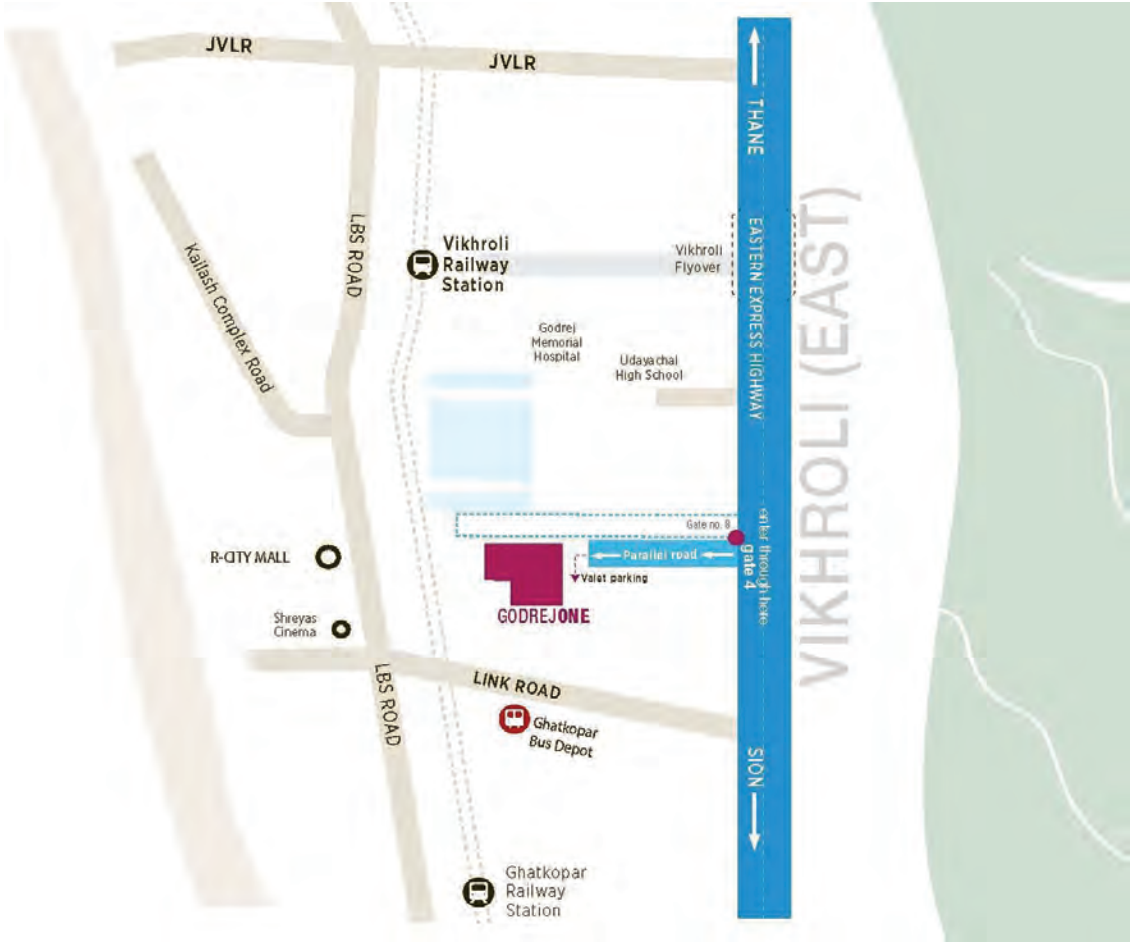 JVLR
JVLR
THANE
LBS ROAD
Kailash Complex Road
Vikhroli
Railway
Station
Vikhroli
Flyover
EASTERN EXPRESS HIGHWAY
VIKHROLI (EAST)
Godrej
Memorial
Hospital
Udayachal
High School
Gate no. 8
enter through here
gate 4
Parallel road
Valet parking
R-CITY MALL
GODREJONE
Shreyas
Cinema
LINK ROAD
LBS ROAD
Ghatkopar
Bus Depot
SION
Ghatkopar
Railway
Station